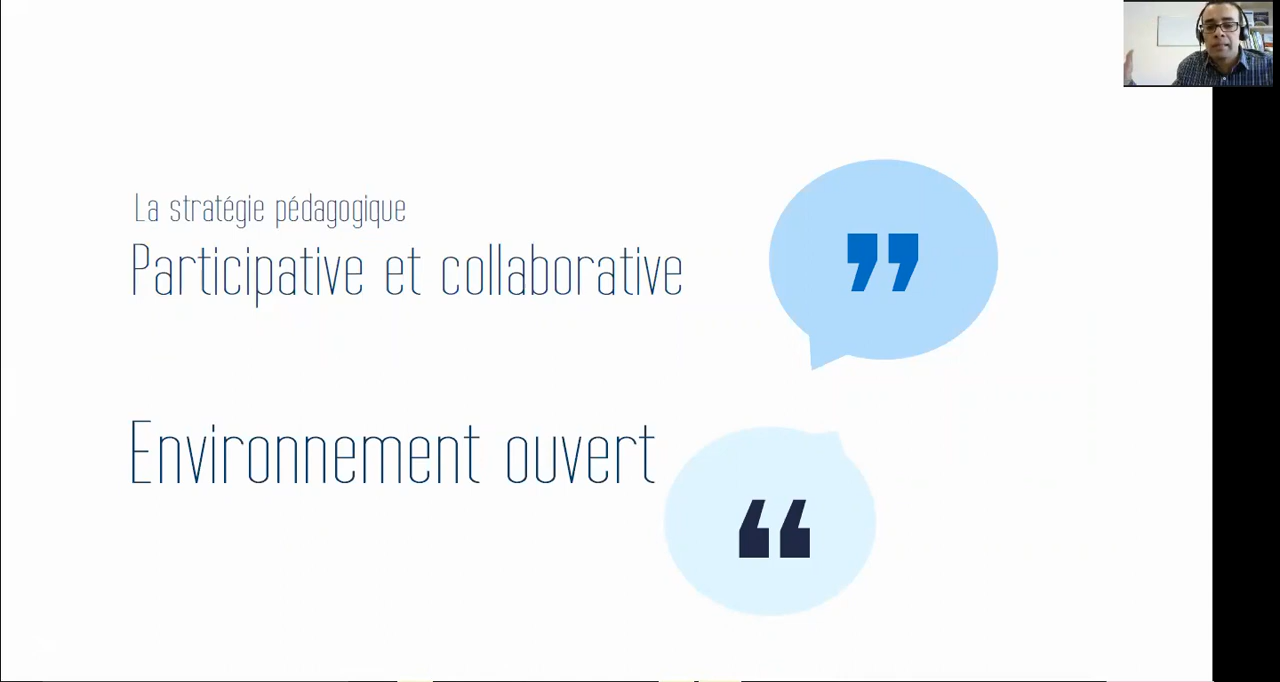 La stratégie pédagogique
Participative et collaborative
Environnement ouvert